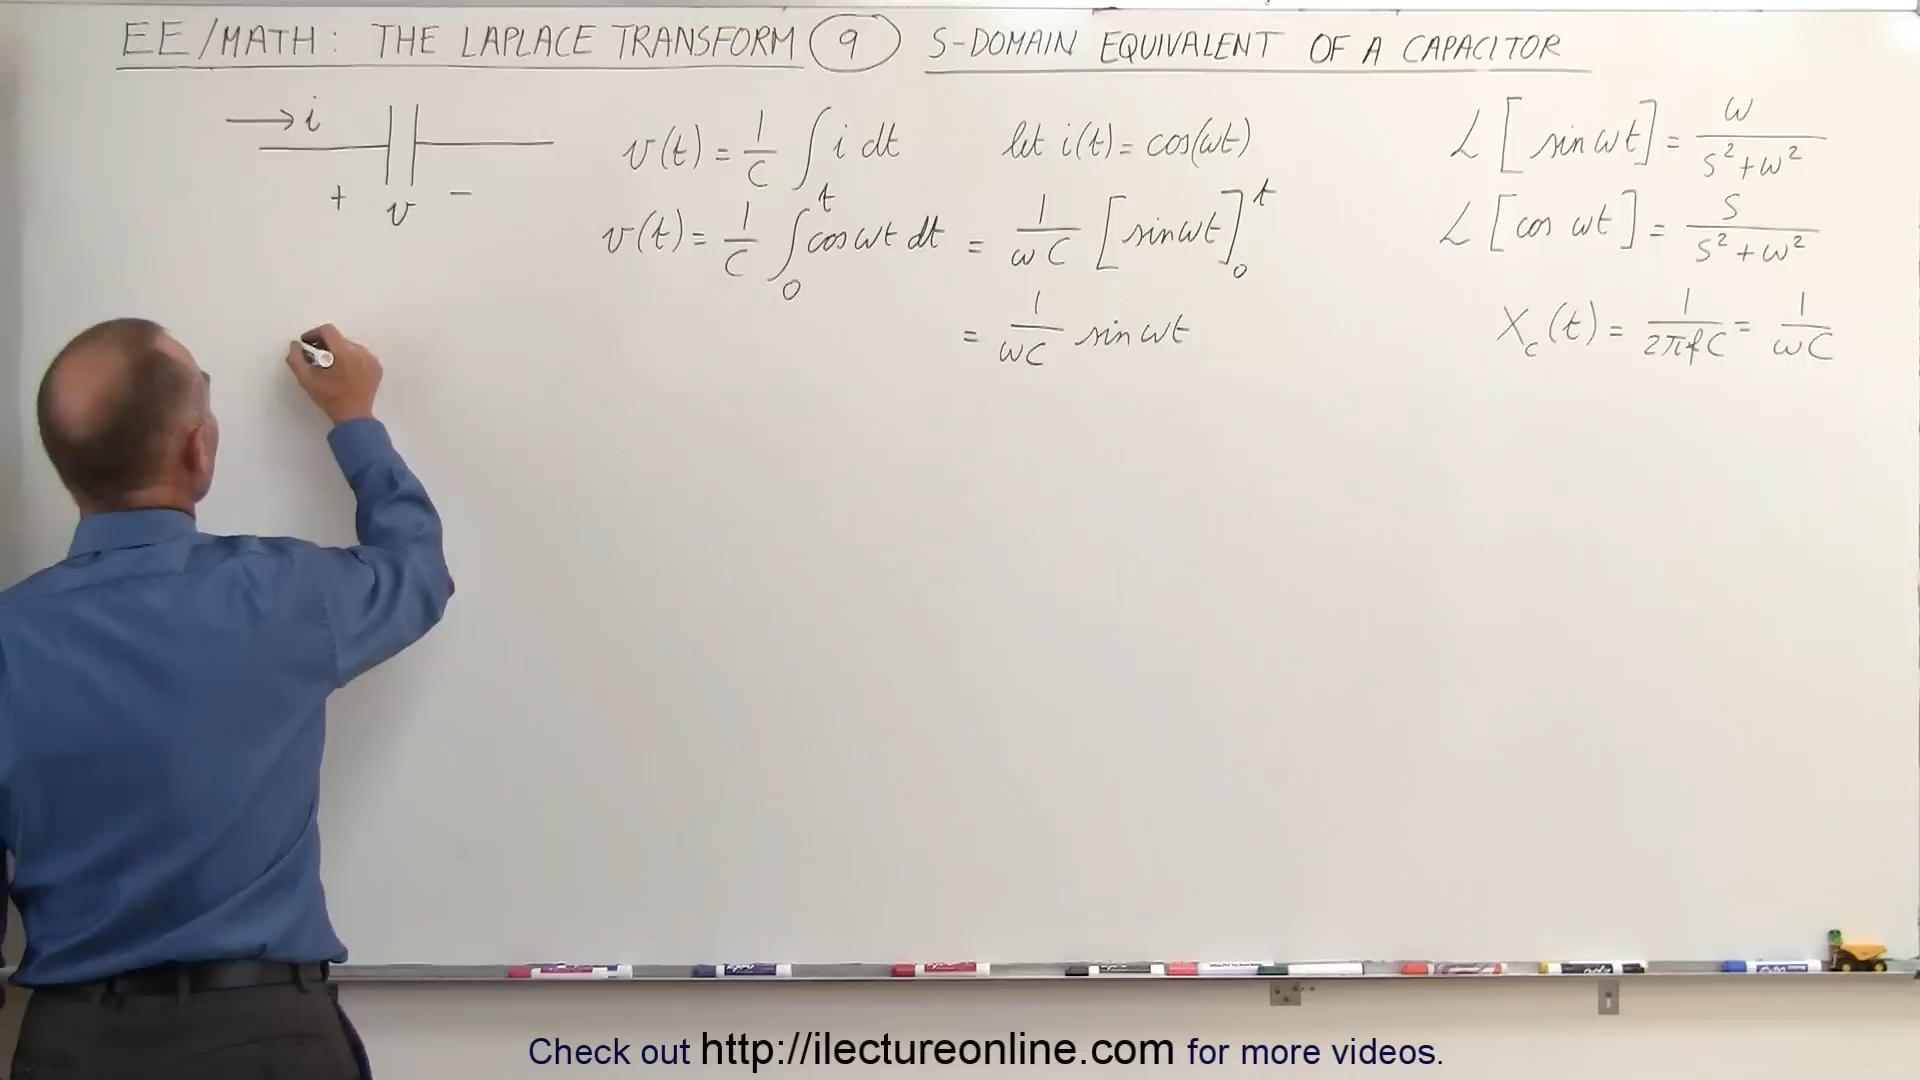 EE/MATH: THE LAPLACE TRANSFORM 9 S-DOMAIN EQUIVALENT OF A CAPACITOR
→ i
+ v −
v(t) = 1/C ∫ i dt let i(t) = cos(ωt)
v(t) = 1/C ∫₀ᵗ cos ωt dt = 1/ωC [sin ωt]₀ᵗ
= 1/ωC sin ωt
L[sin ωt] = ω/(s²+ω²)
L[cos ωt] = s/(s²+ω²)
X_c(t) = 1/2πfC = 1/ωC
Check out http://ilectureonline.com for more videos.